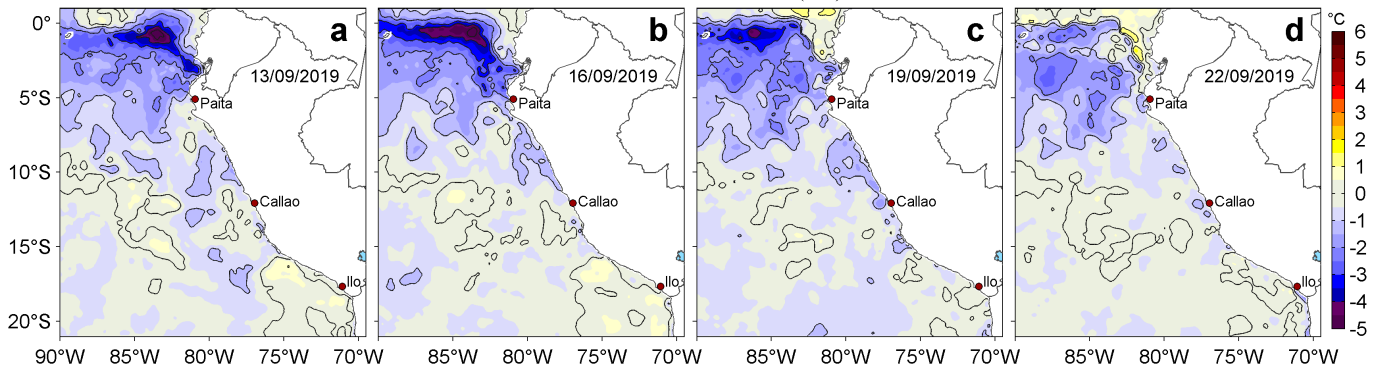 a
b
c
d
°C
13/09/2019
16/09/2019
19/09/2019
22/09/2019
Paita
Paita
Paita
Paita
Callao
Callao
Callao
Callao
Ilo
Ilo
Ilo
Ilo
0°
5°S
10°S
15°S
20°S
90°W 85°W 80°W 75°W 70°W
85°W 80°W 75°W 70°W
85°W 80°W 75°W 70°W
85°W 80°W 75°W 70°W
6
5
4
3
2
1
0
-1
-2
-3
-4
-5